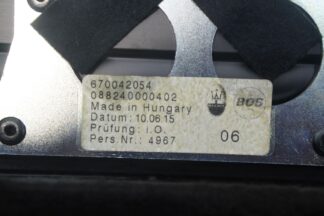 670042054
088240000402
Made in Hungary
Datum: 10.06.15
Prüfung: i.O.
Pers.Nr.: 4967
BOS
06